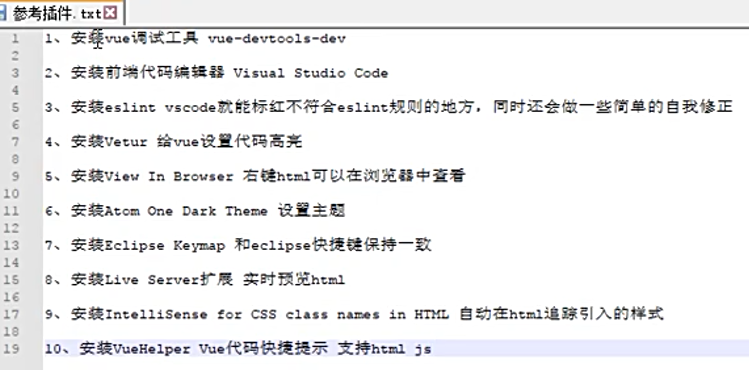 参考插件.txt
1 1、安装vue调试工具 vue-devtools-dev
2
3 2、安装前端代码编辑器 Visual Studio Code
4
5 3、安装eslint vscode就能标红不符合eslint规则的地方，同时还会做一些简单的自我修正
6
7 4、安装Vetur 给vue设置代码高亮
8
9 5、安装View In Browser 右键html可以在浏览器中查看
10
11 6、安装Atom One Dark Theme 设置主题
12
13 7、安装Eclipse Keymap 和eclipse快捷键保持一致
14
15 8、安装Live Server扩展 实时预览html
16
17 9、安装IntelliSense for CSS class names in HTML 自动在html追踪引入的样式
18
19 10、安装VueHelper Vue代码快捷提示 支持html js